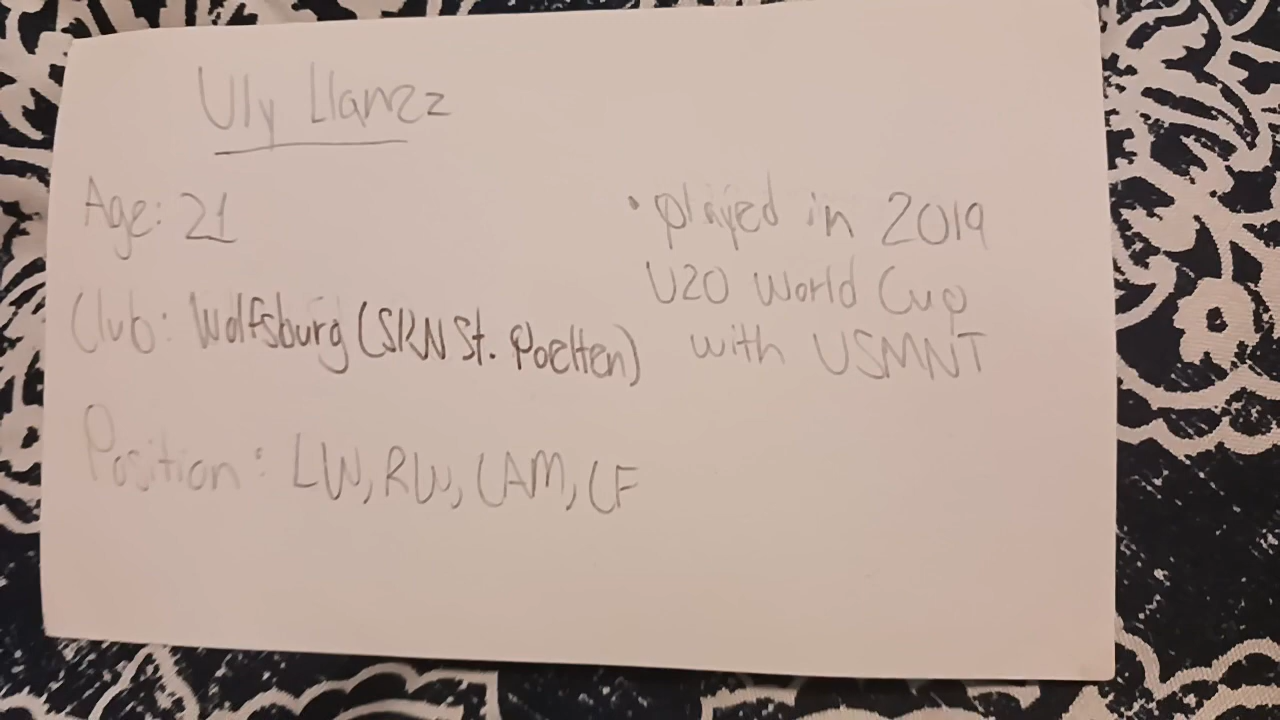 Uly Llanez
Age: 21
Club: Wolfsburg (SKN St. Poelten)
Position: LW, RW, CAM, CF
• played in 2019
U20 World Cup
with USMNT